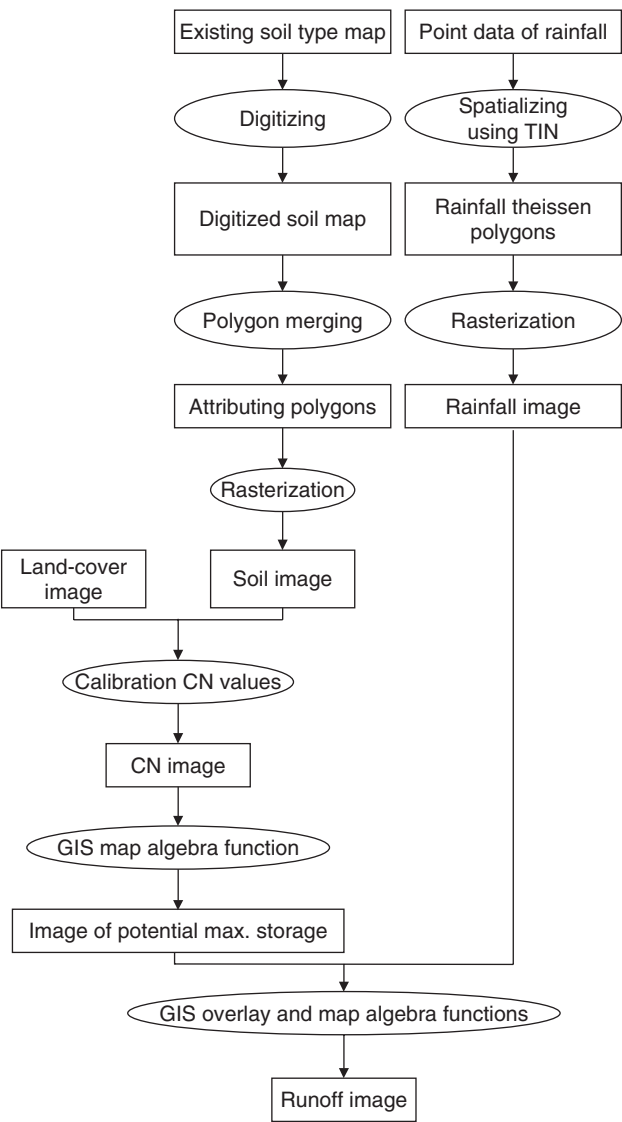 Existing soil type map
Point data of rainfall
Digitizing
Spatializing
using TIN
Digitized soil map
Rainfall theissen
polygons
Polygon merging
Rasterization
Attributing polygons
Rainfall image
Rasterization
Land-cover
image
Soil image
Calibration CN values
CN image
GIS map algebra function
Image of potential max. storage
GIS overlay and map algebra functions
Runoff image